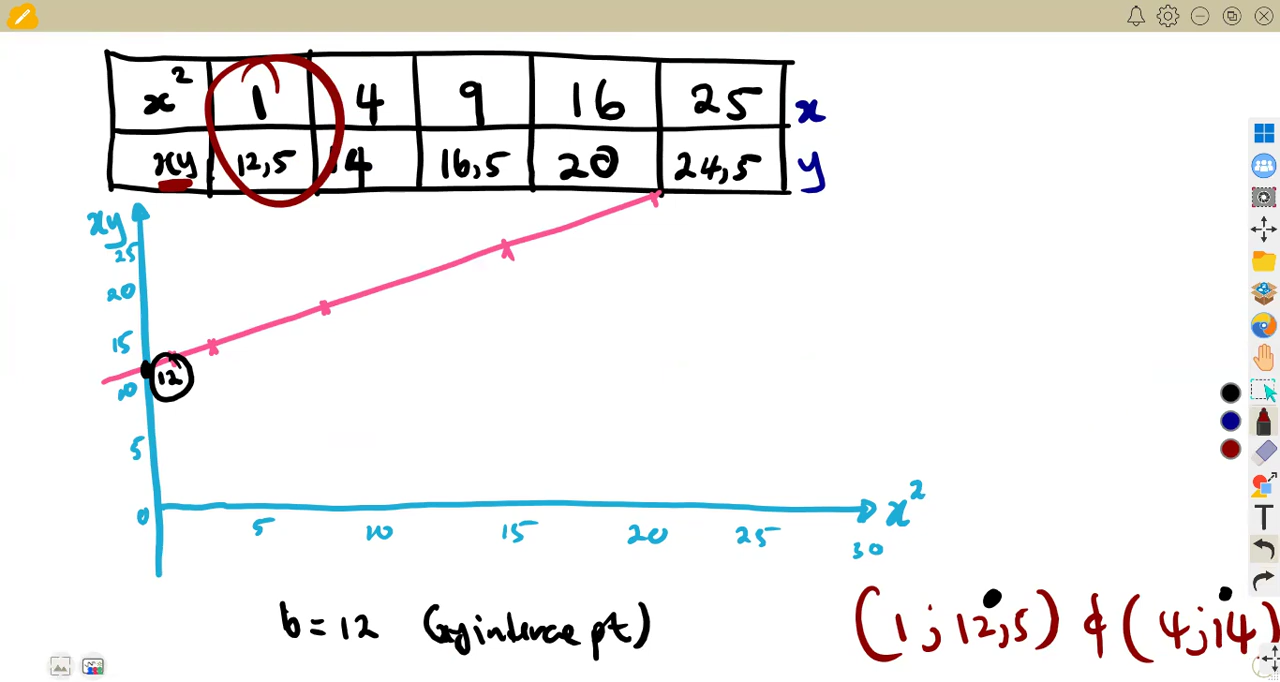 x² 1 4 9 16 25 x
xy 12,5 14 16,5 20 24,5 y
xy
25
20
15
12
10
5
0 5 10 15 20 25 30 x²
b = 12 (xy intercept) (1; 12,5) & (4; 14)
T